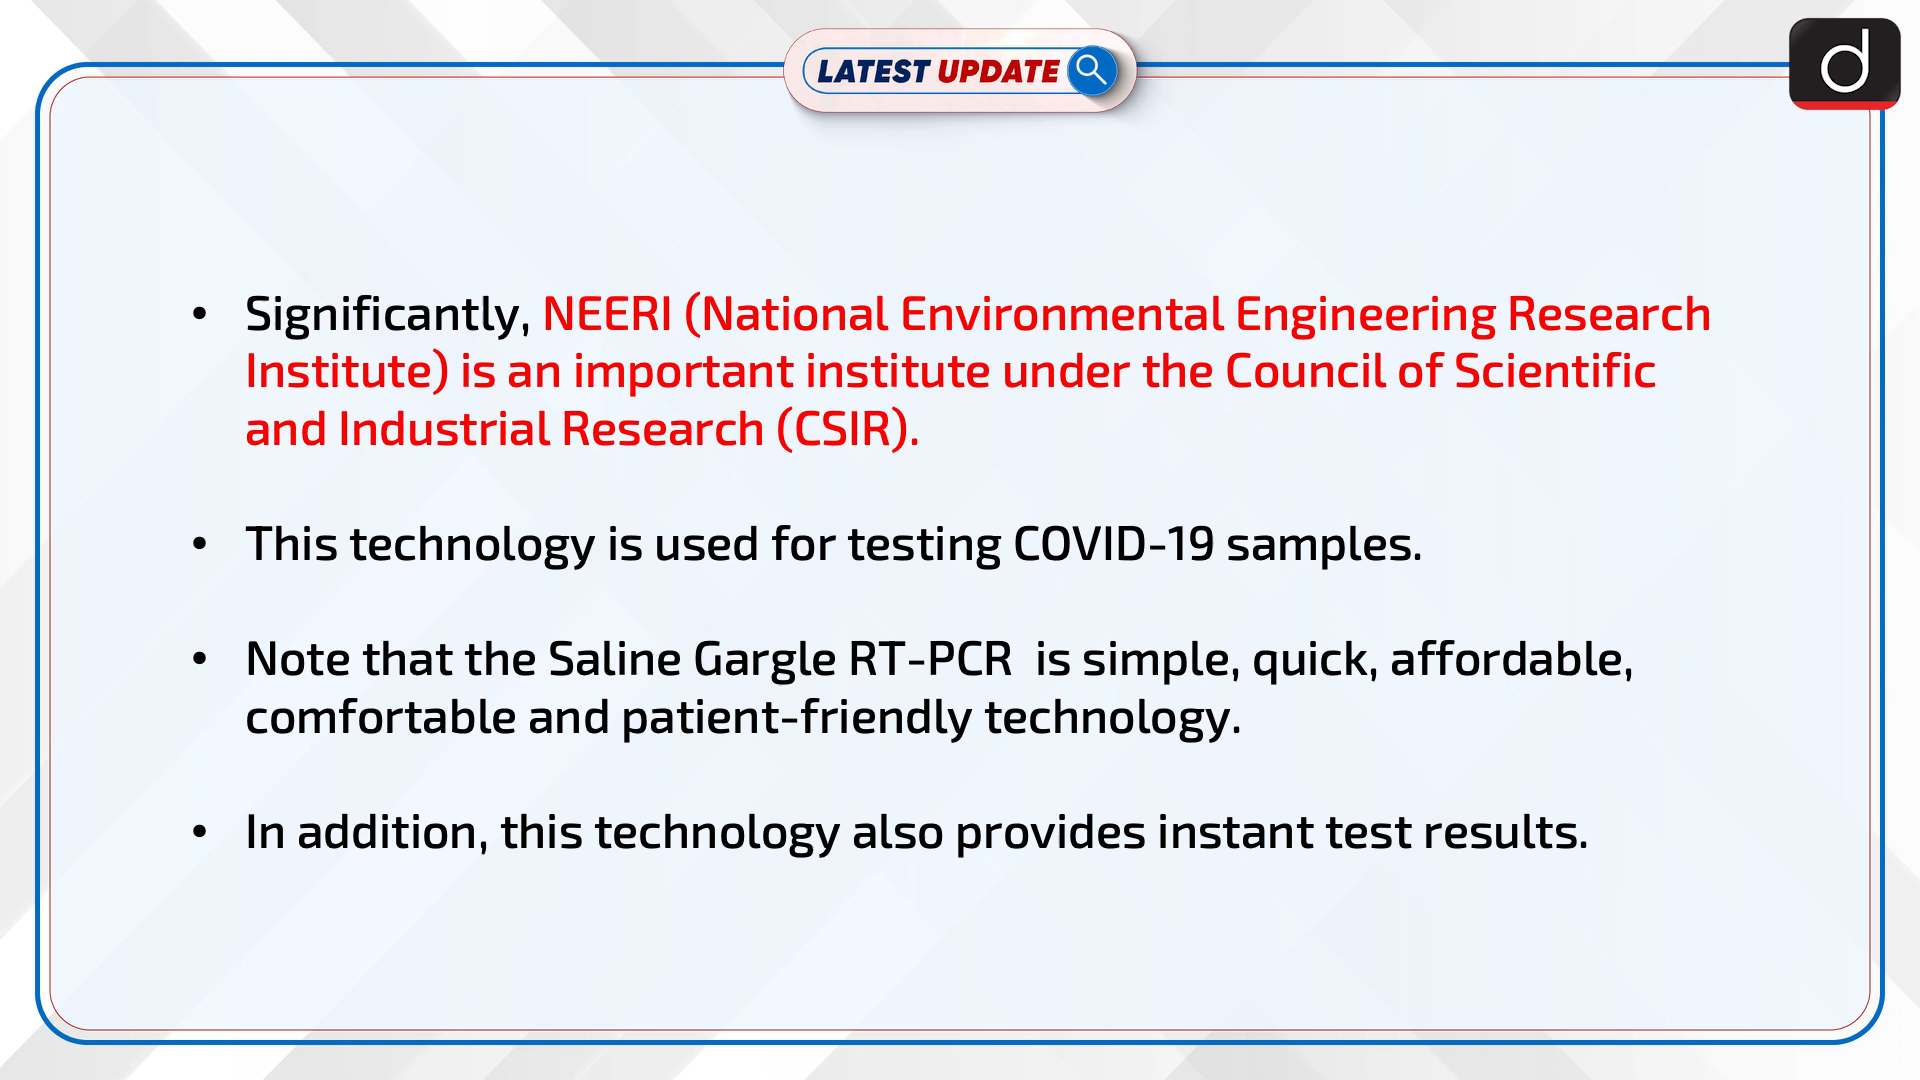 LATEST UPDATE
d
• Significantly, NEERI (National Environmental Engineering Research
Institute) is an important institute under the Council of Scientific
and Industrial Research (CSIR).
• This technology is used for testing COVID-19 samples.
• Note that the Saline Gargle RT-PCR  is simple, quick, affordable,
comfortable and patient-friendly technology.
• In addition, this technology also provides instant test results.